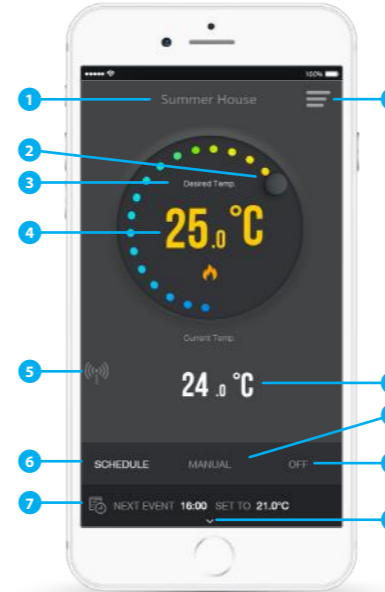 100%
1 Summer House
2
3 Desired Temp.
4 25.0°C
Current Temp.
5
24.0°C
6 SCHEDULE MANUAL OFF
7 NEXT EVENT 16:00 SET TO 21.0°C